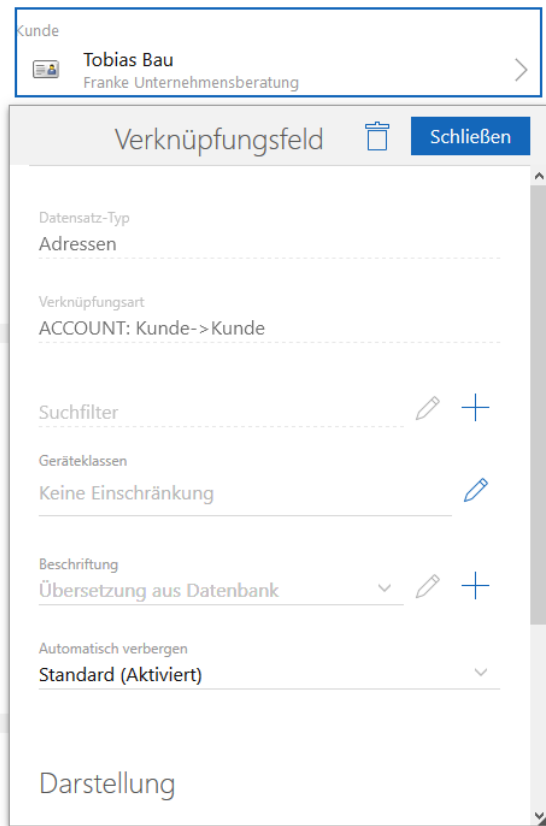 Kunde
Tobias Bau
Franke Unternehmensberatung
Verknüpfungsfeld
Schließen
Datensatz-Typ
Adressen
Verknüpfungsart
ACCOUNT: Kunde->Kunde
Suchfilter
Geräteklassen
Keine Einschränkung
Beschriftung
Übersetzung aus Datenbank
Automatisch verbergen
Standard (Aktiviert)
Darstellung